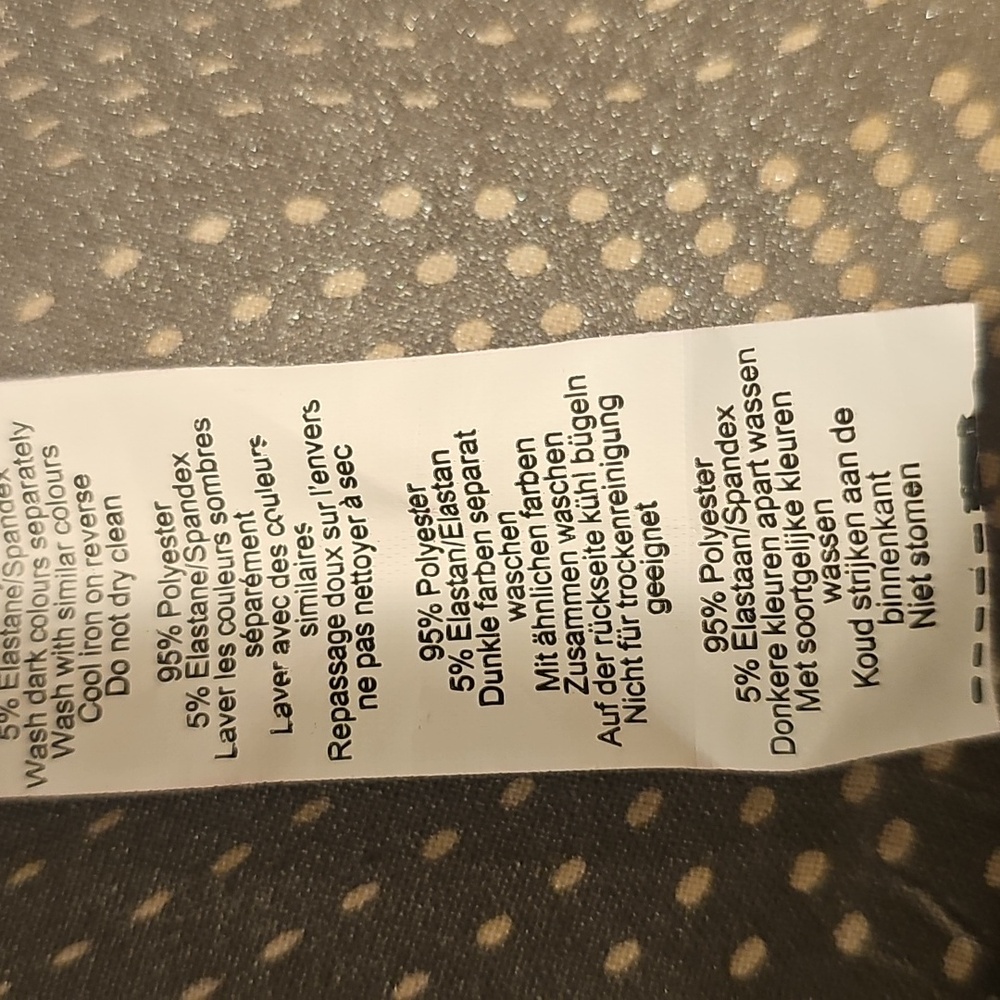 5% Elastane/Spandex
Wash dark colours separately
Wash with similar colours
Cool iron on reverse
Do not dry clean
95% Polyester
5% Elastane/Spandex
Laver les couleurs sombres
séparément
Laver avec des couleurs
similaires
Repassage doux sur l'envers
ne pas nettoyer à sec
95% Polyester
5% Elastan/Elastan
Dunkle farben separat
waschen
Mit ähnlichen farben
Zusammen waschen
Auf der rückseite kühl bügeln
Nicht für trockenreinigung
geeignet
95% Polyester
5% Elastaan/Spandex
Donkere kleuren apart wassen
Met soortgelijke kleuren
wassen
Koud strijken aan de
binnenkant
Niet stomen